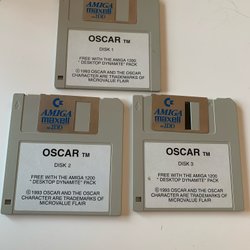 AMIGA
maxell
OSCAR TM
DISK 1
FREE WITH THE AMIGA 1200
"DESKTOP DYNAMITE" PACK
©1993 OSCAR AND THE OSCAR
CHARACTER ARE TRADEMARKS OF
MICROVALUE FLAIR
AMIGA
maxell
OSCAR TM
DISK 2
FREE WITH THE AMIGA 1200
"DESKTOP DYNAMITE" PACK
©1993 OSCAR AND THE OSCAR
CHARACTER ARE TRADEMARKS OF
MICROVALUE FLAIR
AMIGA
maxell
OSCAR TM
DISK 3
FREE WITH THE AMIGA 1200
"DESKTOP DYNAMITE" PACK
©1993 OSCAR AND THE OSCAR
CHARACTER ARE TRADEMARKS OF
MICROVALUE FLAIR